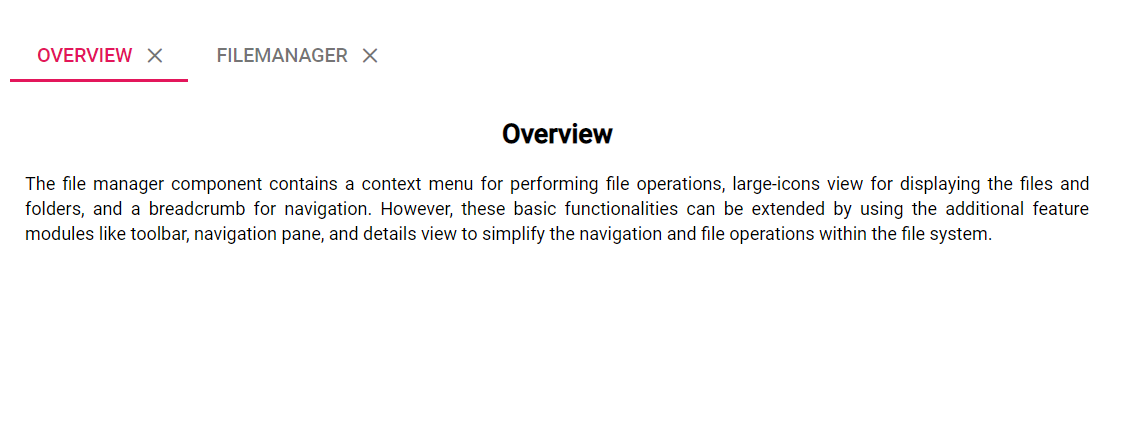 OVERVIEW FILEMANAGER
Overview
The file manager component contains a context menu for performing file operations, large-icons view for displaying the files and
folders, and a breadcrumb for navigation. However, these basic functionalities can be extended by using the additional feature
modules like toolbar, navigation pane, and details view to simplify the navigation and file operations within the file system.